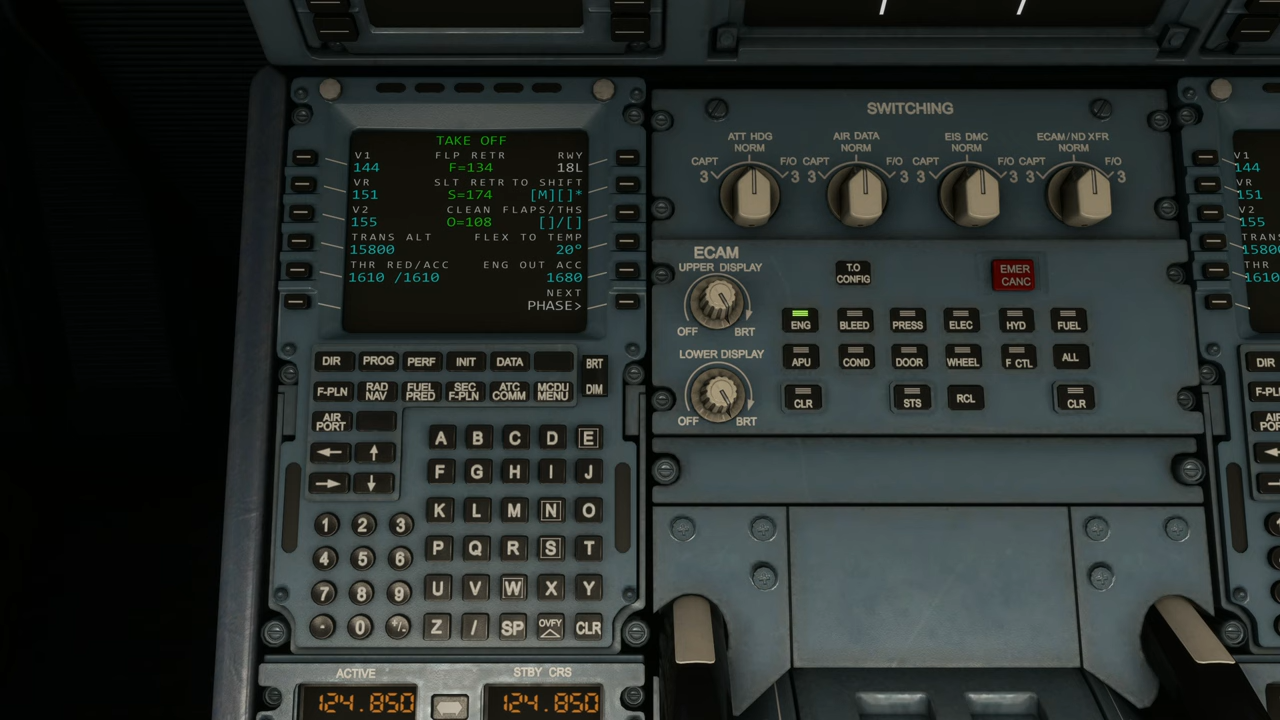 TAKE OFF
V1 FLP RETR RWY
144 F=134 18L
VR SLT RETR TO SHIFT
151 S=174 [M][]*
V2 CLEAN FLAPS/THS
155 O=108 []/[]
TRANS ALT FLEX TO TEMP
15800 20°
THR RED/ACC ENG OUT ACC
1610 /1610 1680
NEXT
PHASE>
DIR PROG PERF INIT DATA BRT
F-PLN RAD NAV FUEL PRED SEC F-PLN ATC COMM MCDU MENU DIM
AIR PORT
A B C D E
F G H I J
K L M N O
P Q R S T
U V W X Y
Z / SP OVFY CLR
1 2 3
4 5 6
7 8 9
. 0 +/-
ACTIVE STBY CRS
124.850 124.850
SWITCHING
ATT HDG AIR DATA EIS DMC ECAM/ND XFR
NORM NORM NORM NORM
CAPT F/O CAPT F/O CAPT F/O CAPT F/O
3 3 3 3 3 3 3 3
ECAM
UPPER DISPLAY
OFF BRT
LOWER DISPLAY
OFF BRT
T.O CONFIG
EMER CANC
ENG BLEED PRESS ELEC HYD FUEL
APU COND DOOR WHEEL F CTL ALL
CLR STS RCL CLR
V1
144
VR
151
V2
155
TRANS
15800
THR
1610
DIR
F-PL
AIR